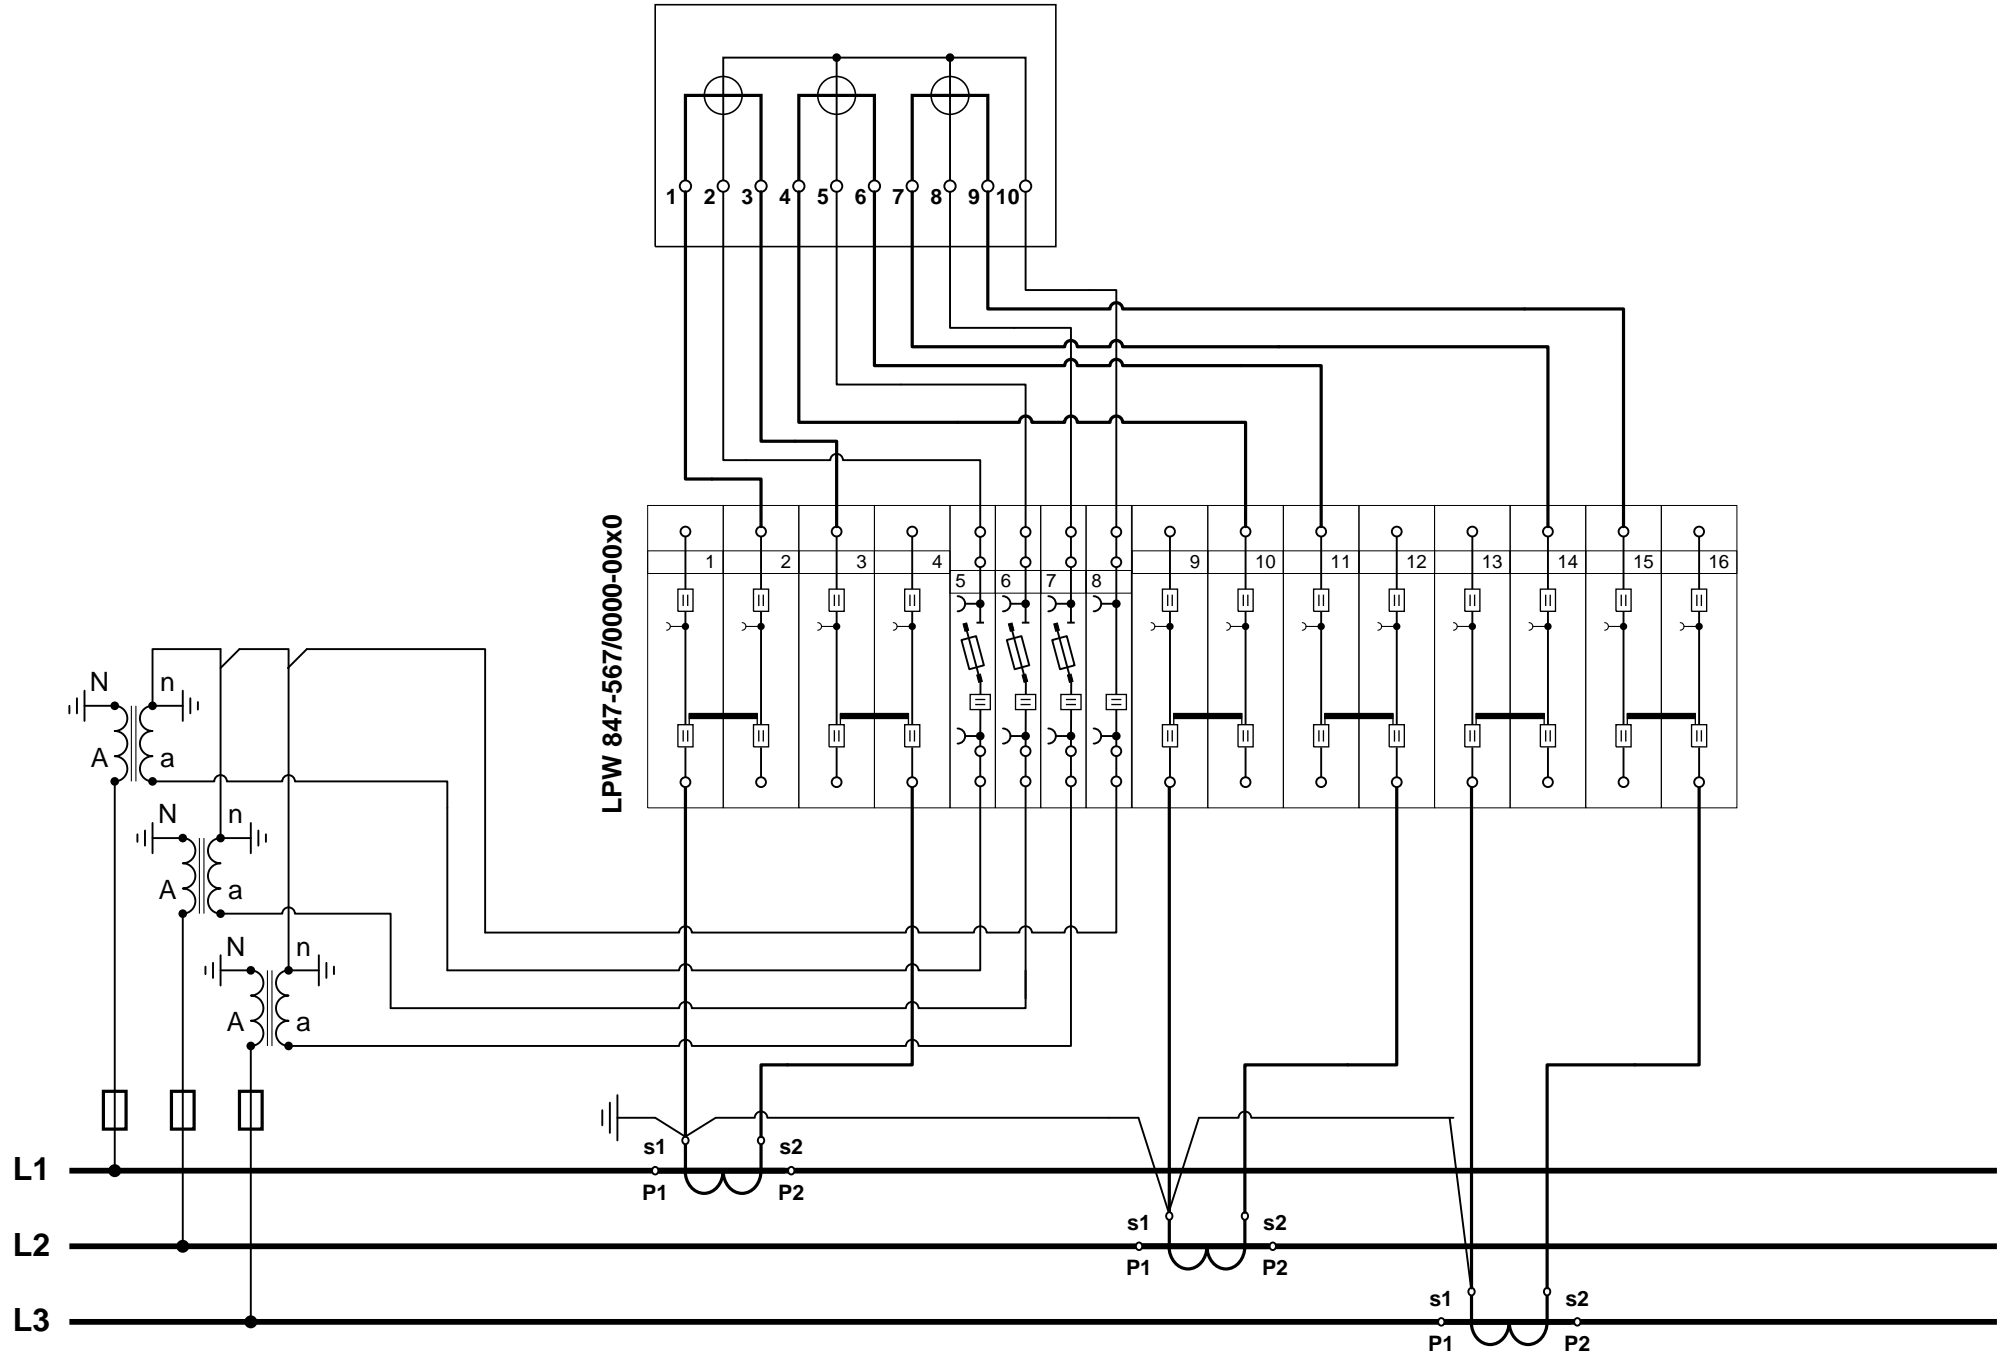 1 2 3 4 5 6 7 8 9 10
LPW 847-567/0000-00x0
1 2 3 4 5 6 7 8 9 10 11 12 13 14 15 16
N n
A a
N n
A a
N n
A a
s1 s2
L1
P1 P2
s1 s2
L2
P1 P2
s1 s2
L3
P1 P2